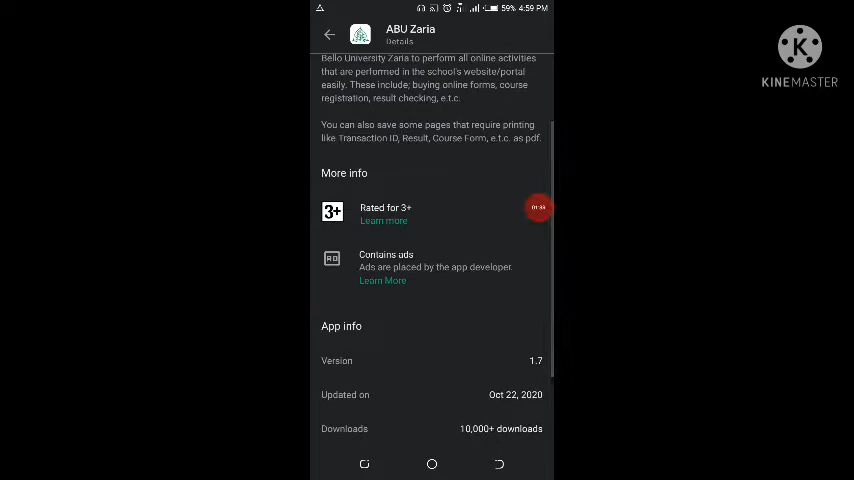 59% 4:59 PM
ABU Zaria
Details
Bello University Zaria to perform all online activities
that are performed in the school's website/portal
easily. These include; buying online forms, course
registration, result checking, e.t.c.
You can also save some pages that require printing
like Transaction ID, Result, Course Form, e.t.c. as pdf.
More info
3+
Rated for 3+
Learn more
AD
Contains ads
Ads are placed by the app developer.
Learn More
App info
Version 1.7
Updated on Oct 22, 2020
Downloads 10,000+ downloads
K
KINEMASTER